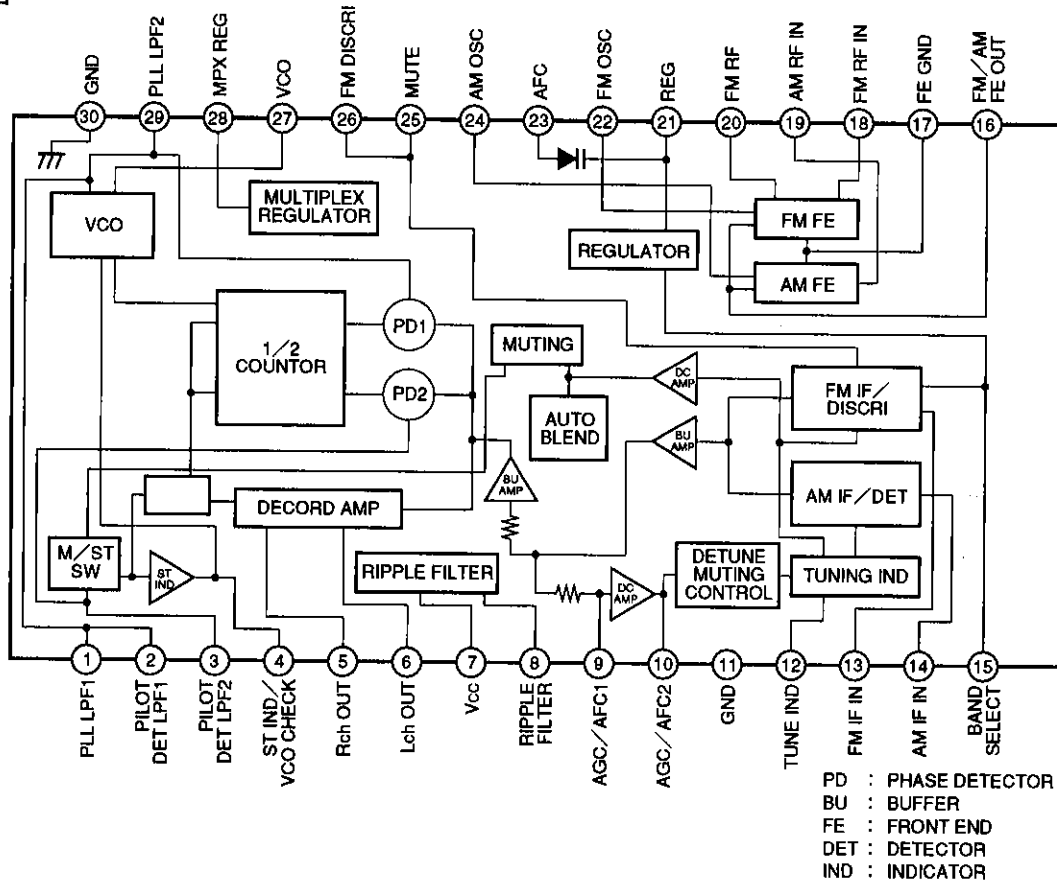 GND
PLL LPF2
MPX REG
VCO
FM DISCRI
MUTE
AM OSC
AFC
FM OSC
REG
FM RF
AM RF IN
FM RF IN
FE GND
FM/AM
FE OUT
30
29
28
27
26
25
24
23
22
21
20
19
18
17
16
VCO
MULTIPLEX
REGULATOR
REGULATOR
FM FE
AM FE
1/2
COUNTOR
PD1
PD2
MUTING
AUTO
BLEND
DC
AMP
BU
AMP
FM IF/
DISCRI
BU
AMP
AM IF/DET
DECORD AMP
M/ST
SW
ST
IND
RIPPLE FILTER
DC
AMP
DETUNE
MUTING
CONTROL
TUNING IND
1
2
3
4
5
6
7
8
9
10
11
12
13
14
15
PLL LPF1
PILOT
DET LPF1
PILOT
DET LPF2
ST IND/
VCO CHECK
Rch OUT
Lch OUT
Vcc
RIPPLE
FILTER
AGC/AFC1
AGC/AFC2
GND
TUNE IND
FM IF IN
AM IF IN
BAND
SELECT
PD : PHASE DETECTOR
BU : BUFFER
FE : FRONT END
DET : DETECTOR
IND : INDICATOR